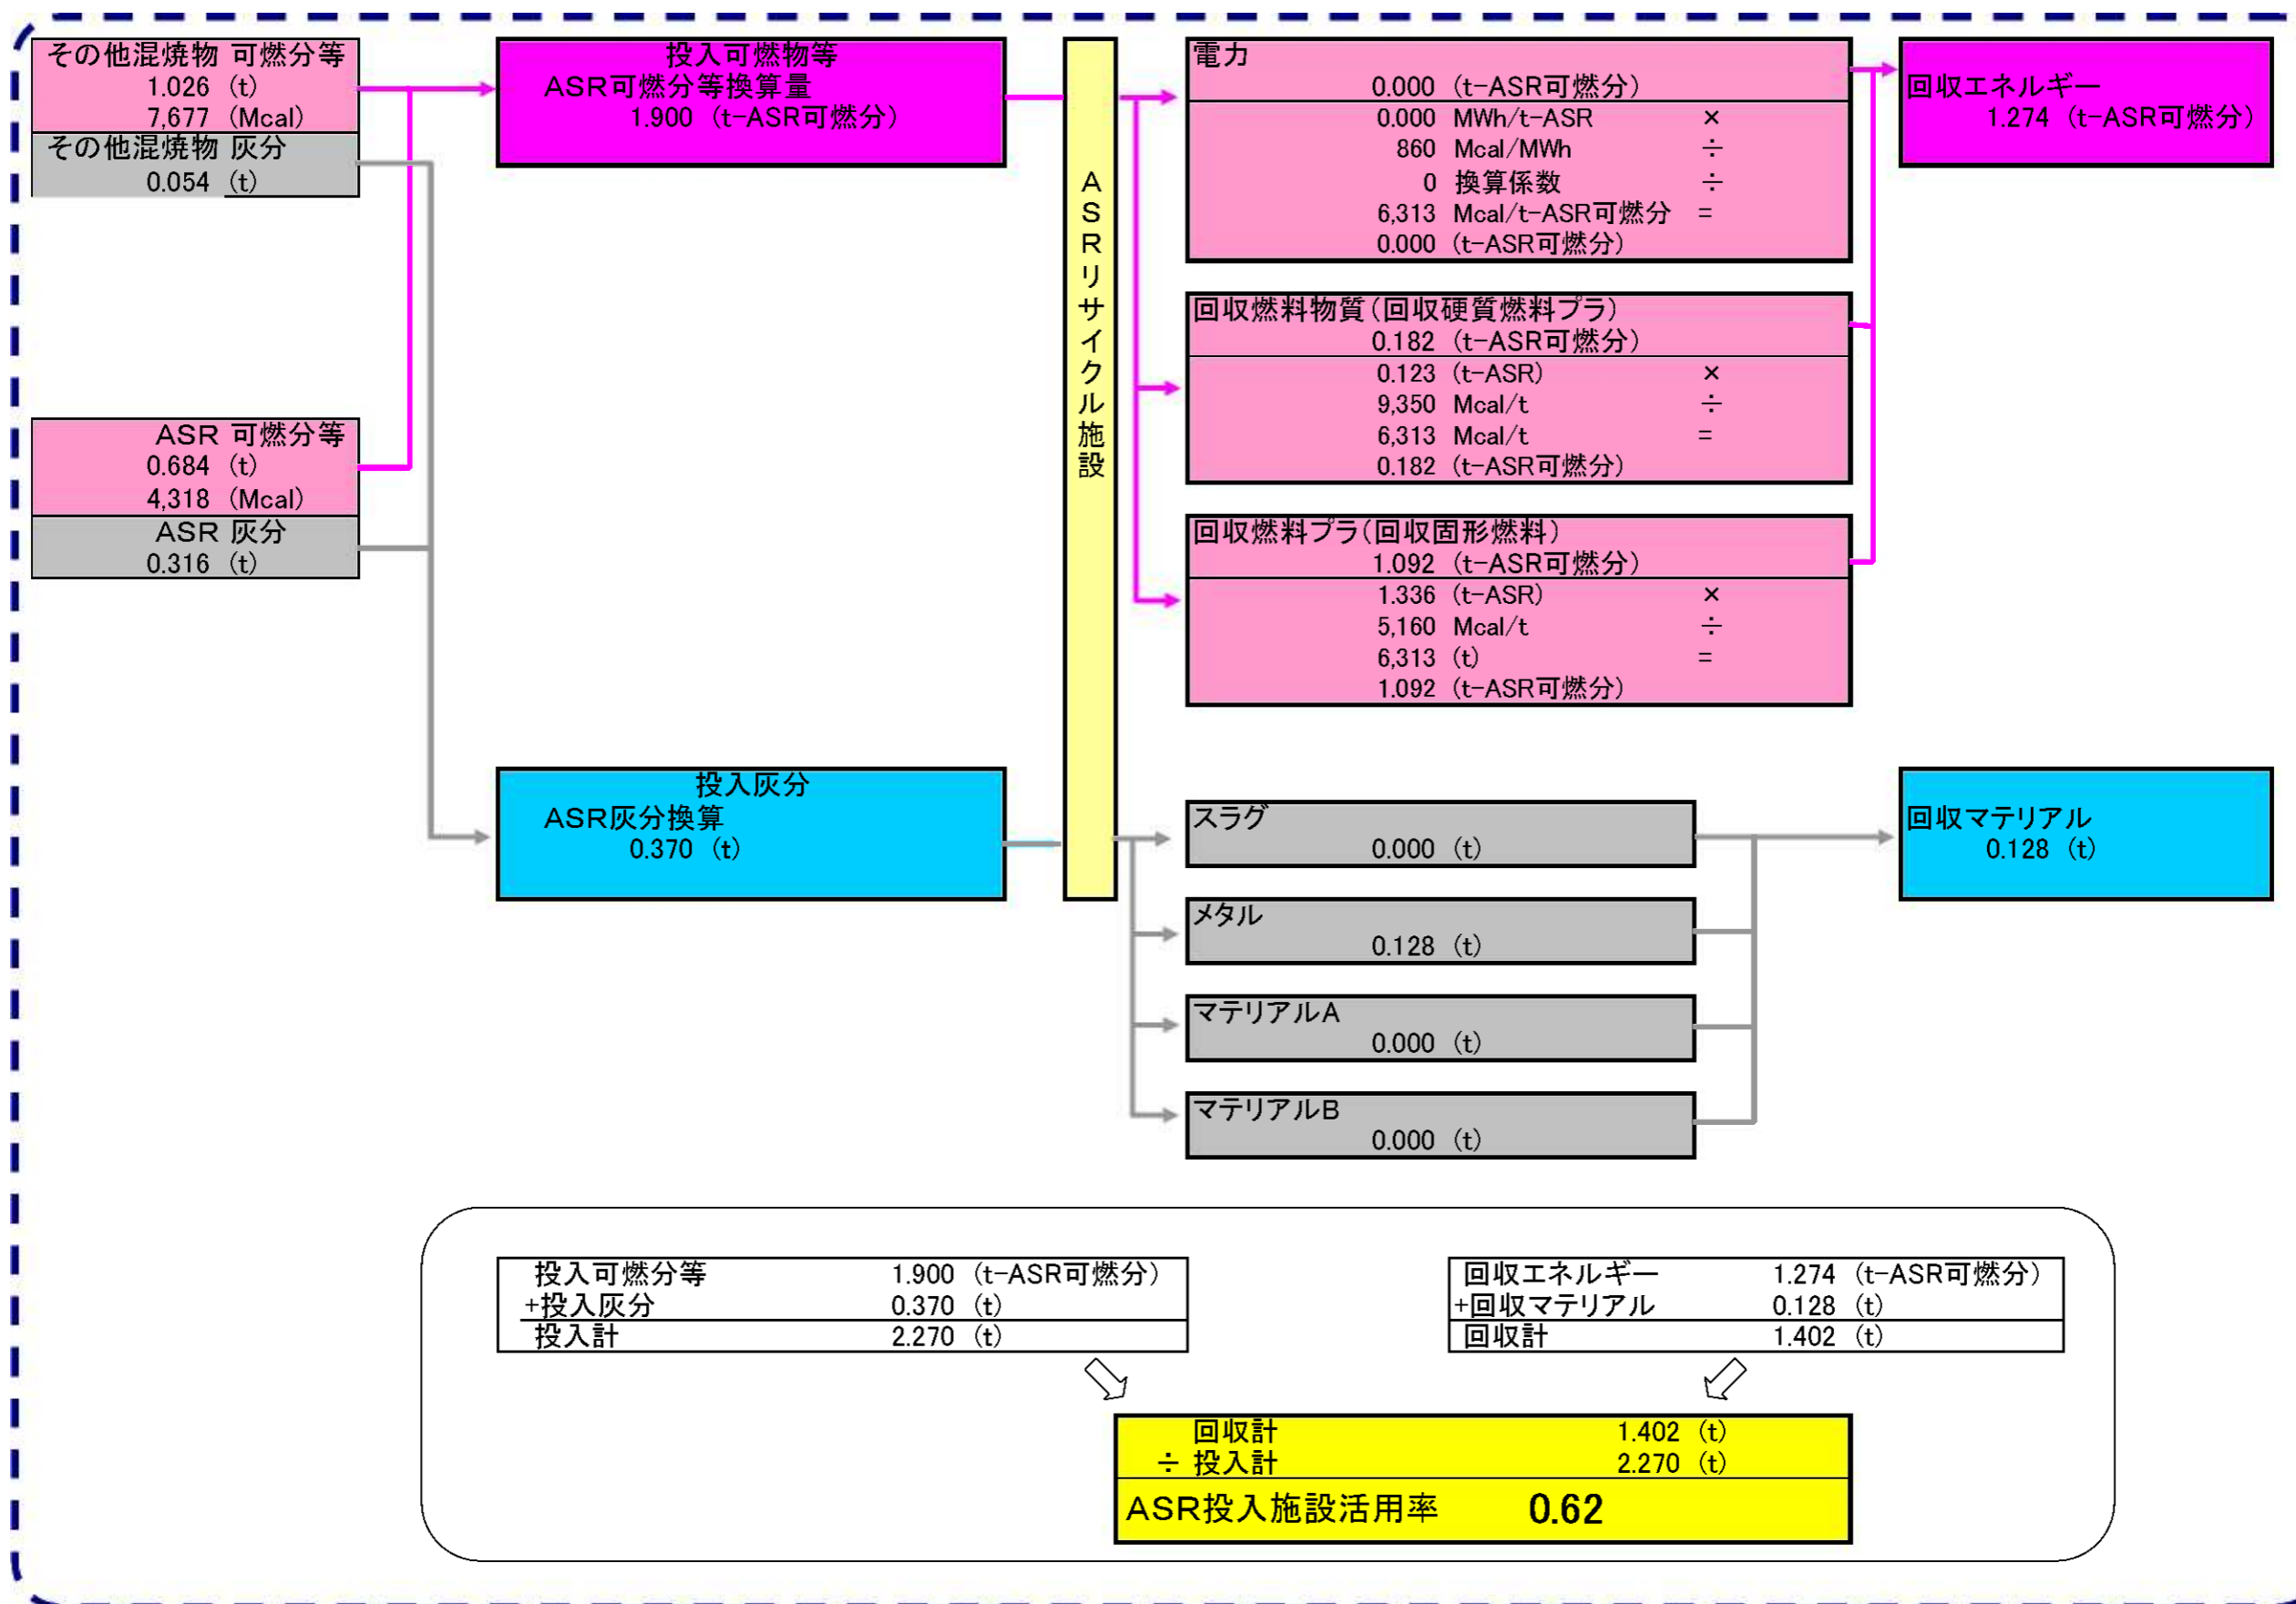 その他混焼物 可燃分等
1.026 (t)
7,677 (Mcal)
その他混焼物 灰分
0.054 (t)
ASR 可燃分等
0.684 (t)
4,318 (Mcal)
ASR 灰分
0.316 (t)
投入可燃物等
ASR可燃分等換算量
1.900 (t-ASR可燃分)
投入灰分
ASR灰分換算
0.370 (t)
ASRリサイクル施設
電力
0.000 (t-ASR可燃分)
0.000 MWh/t-ASR ×
860 Mcal/MWh ÷
0 換算係数 ÷
6,313 Mcal/t-ASR可燃分 =
0.000 (t-ASR可燃分)
回収燃料物質(回収硬質燃料プラ)
0.182 (t-ASR可燃分)
0.123 (t-ASR) ×
9,350 Mcal/t ÷
6,313 Mcal/t =
0.182 (t-ASR可燃分)
回収燃料プラ(回収固形燃料)
1.092 (t-ASR可燃分)
1.336 (t-ASR) ×
5,160 Mcal/t ÷
6,313 (t) =
1.092 (t-ASR可燃分)
スラグ
0.000 (t)
メタル
0.128 (t)
マテリアルA
0.000 (t)
マテリアルB
0.000 (t)
回収エネルギー
1.274 (t-ASR可燃分)
回収マテリアル
0.128 (t)
投入可燃分等 1.900 (t-ASR可燃分)
+投入灰分 0.370 (t)
投入計 2.270 (t)
回収エネルギー 1.274 (t-ASR可燃分)
+回収マテリアル 0.128 (t)
回収計 1.402 (t)
回収計 1.402 (t)
÷ 投入計 2.270 (t)
ASR投入施設活用率 0.62